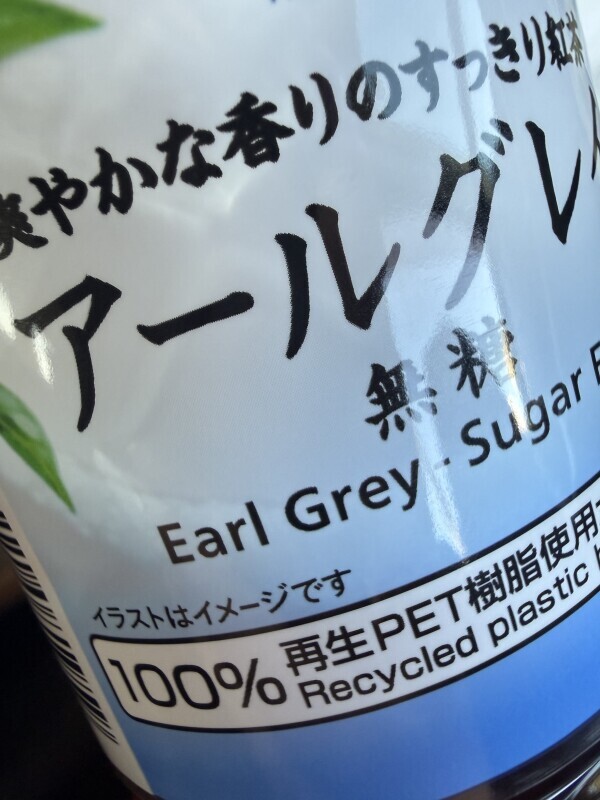 爽やかな香りのすっきり紅茶
アールグレイ
無糖
Earl Grey - Sugar
イラストはイメージです
100%
再生PET樹脂使用
Recycled plastic